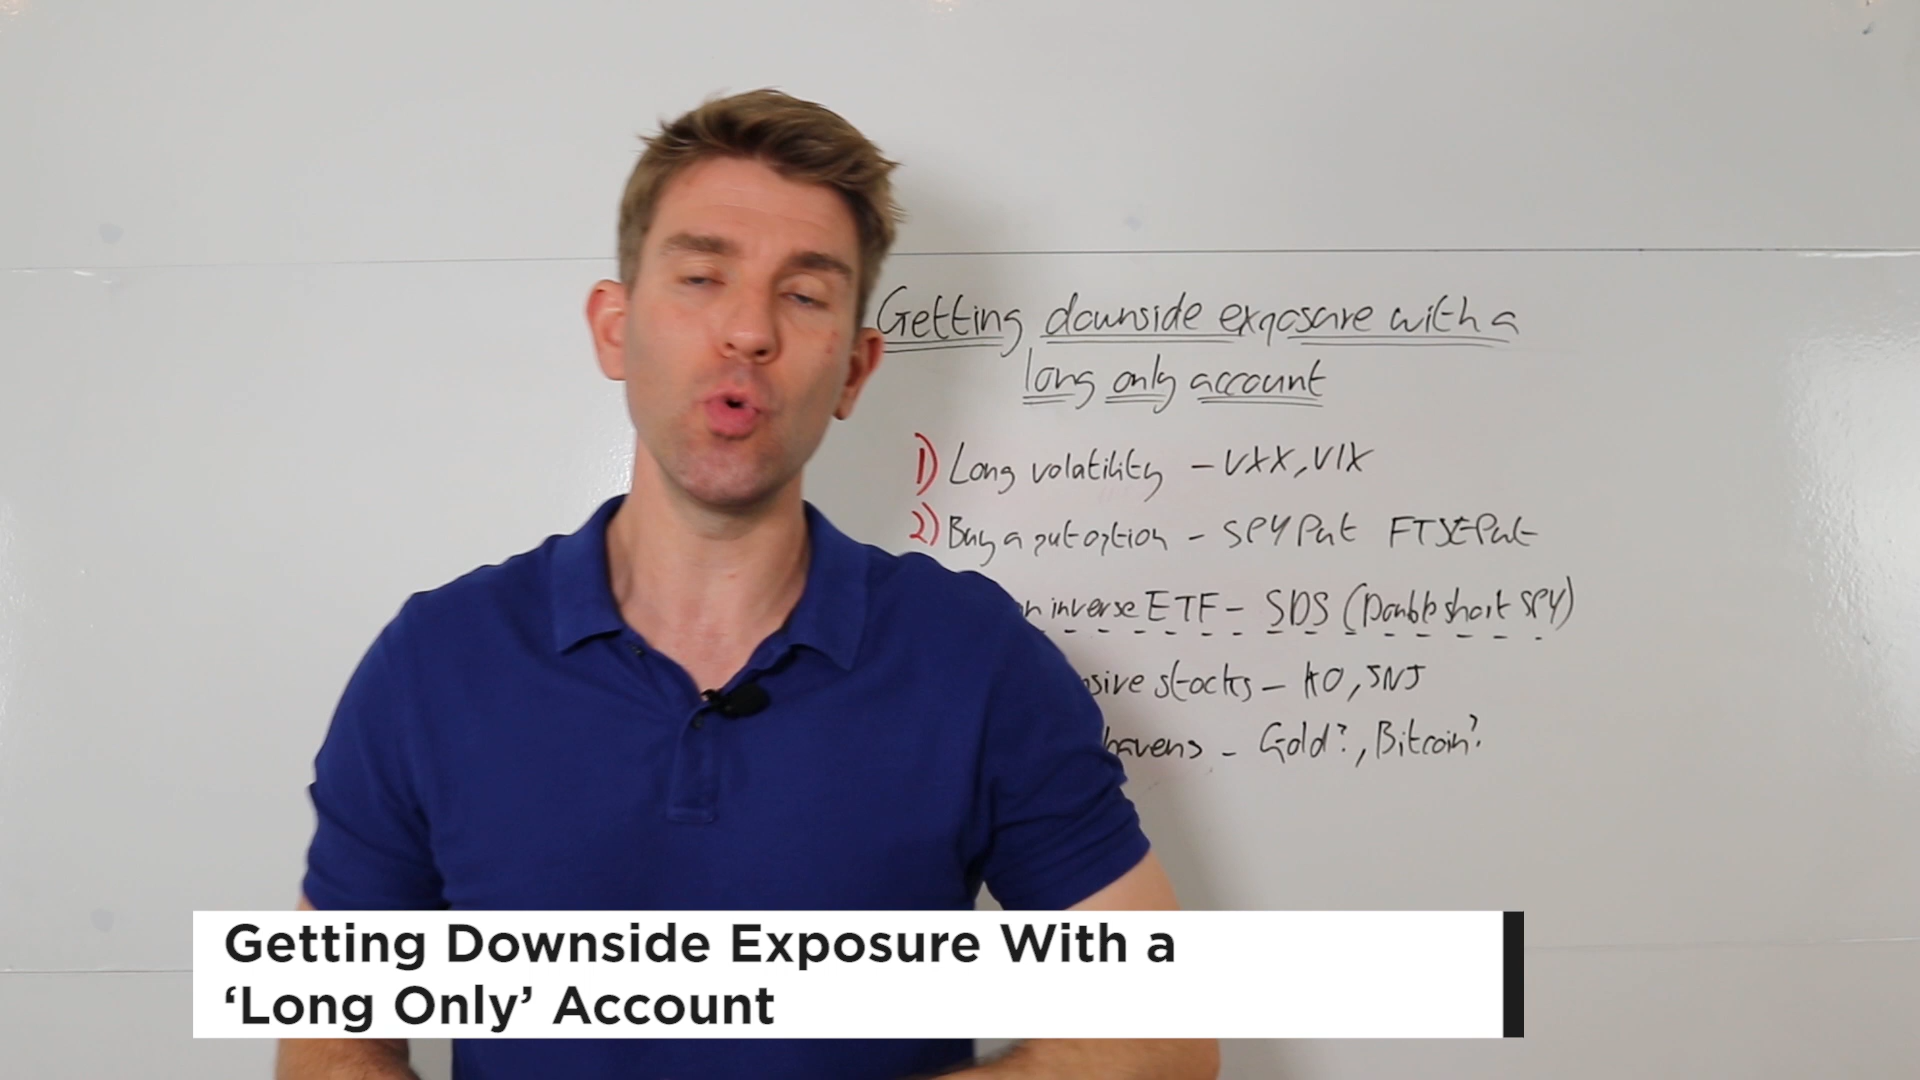 Getting downside exposure with a
long only account
1) Long volatility - VXX, VIX
2) Buy a put option - SPY Put FTSE Put
inverse ETF - SDS (Double short SPY)
stocks - KO, JNJ
havens - Gold?, Bitcoin?
Getting Downside Exposure With a
‘Long Only’ Account